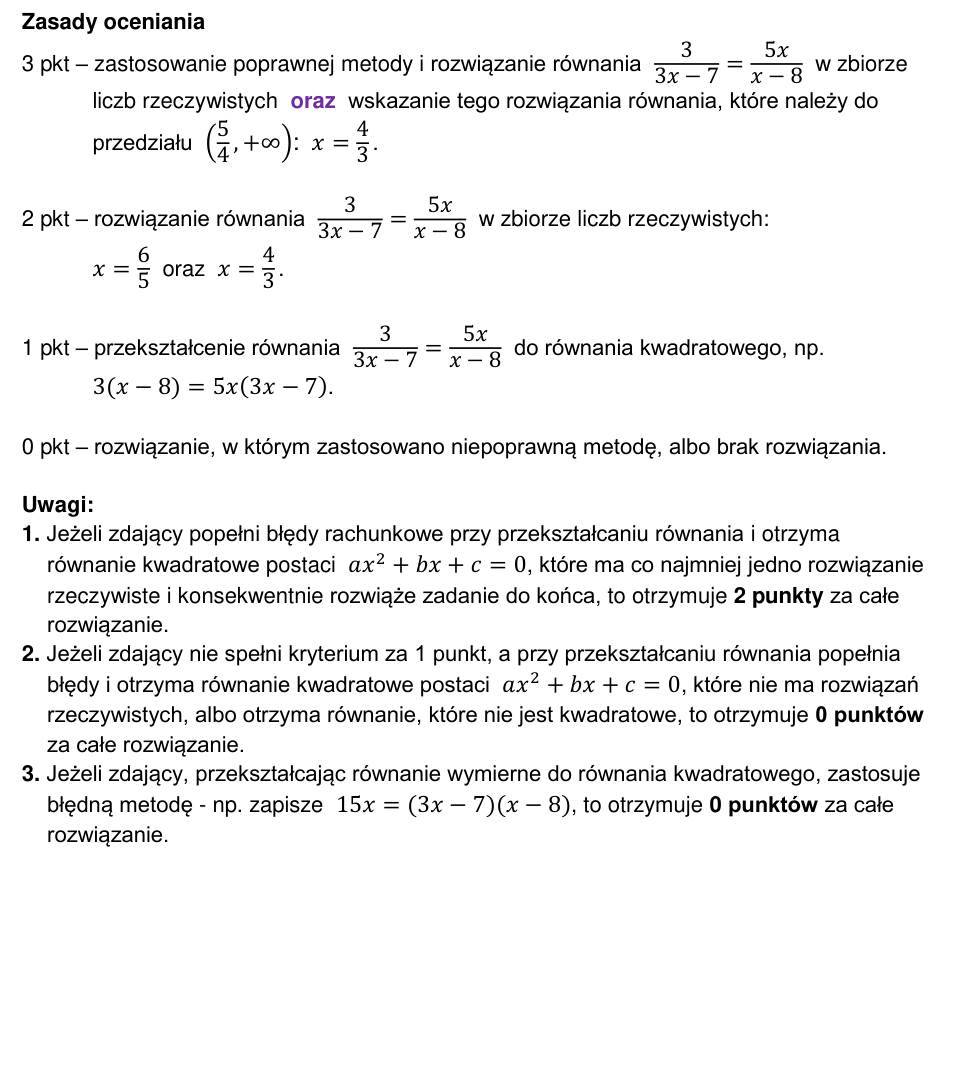 Zasady oceniania
3 pkt – zastosowanie poprawnej metody i rozwiązanie równania 3/(3x − 7) = 5x/(x − 8) w zbiorze
liczb rzeczywistych oraz wskazanie tego rozwiązania równania, które należy do
przedziału (5/4, +∞): x = 4/3.
2 pkt – rozwiązanie równania 3/(3x − 7) = 5x/(x − 8) w zbiorze liczb rzeczywistych:
x = 6/5 oraz x = 4/3.
1 pkt – przekształcenie równania 3/(3x − 7) = 5x/(x − 8) do równania kwadratowego, np.
3(x − 8) = 5x(3x − 7).
0 pkt – rozwiązanie, w którym zastosowano niepoprawną metodę, albo brak rozwiązania.
Uwagi:
1. Jeżeli zdający popełni błędy rachunkowe przy przekształcaniu równania i otrzyma
równanie kwadratowe postaci ax² + bx + c = 0, które ma co najmniej jedno rozwiązanie
rzeczywiste i konsekwentnie rozwiąże zadanie do końca, to otrzymuje 2 punkty za całe
rozwiązanie.
2. Jeżeli zdający nie spełni kryterium za 1 punkt, a przy przekształcaniu równania popełnia
błędy i otrzyma równanie kwadratowe postaci ax² + bx + c = 0, które nie ma rozwiązań
rzeczywistych, albo otrzyma równanie, które nie jest kwadratowe, to otrzymuje 0 punktów
za całe rozwiązanie.
3. Jeżeli zdający, przekształcając równanie wymierne do równania kwadratowego, zastosuje
błędną metodę - np. zapisze 15x = (3x − 7)(x − 8), to otrzymuje 0 punktów za całe
rozwiązanie.